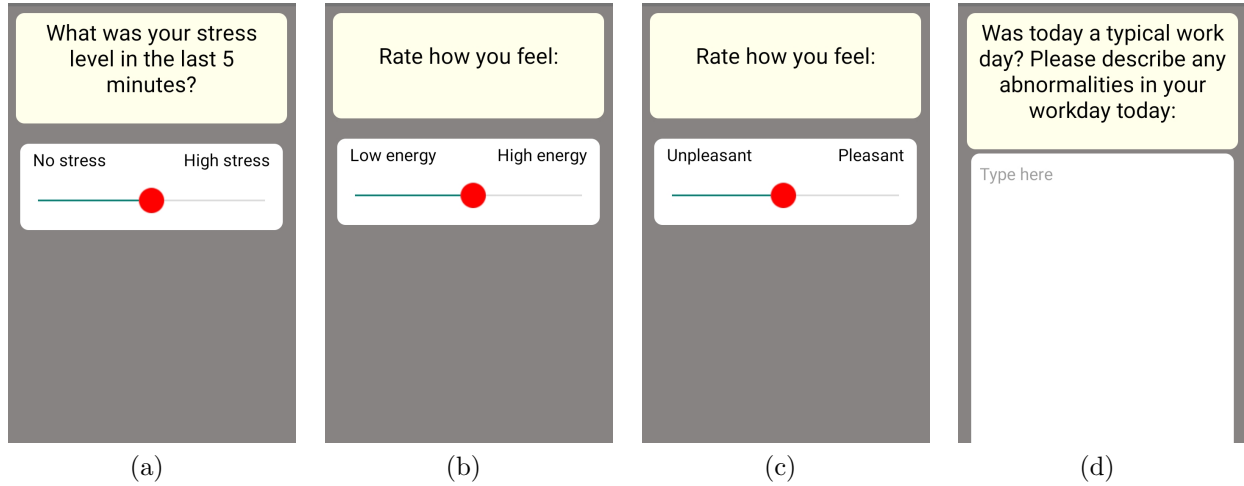 What was your stress
level in the last 5
minutes?
No stress High stress
(a)
Rate how you feel:
Low energy High energy
(b)
Rate how you feel:
Unpleasant Pleasant
(c)
Was today a typical work
day? Please describe any
abnormalities in your
workday today:
Type here
(d)